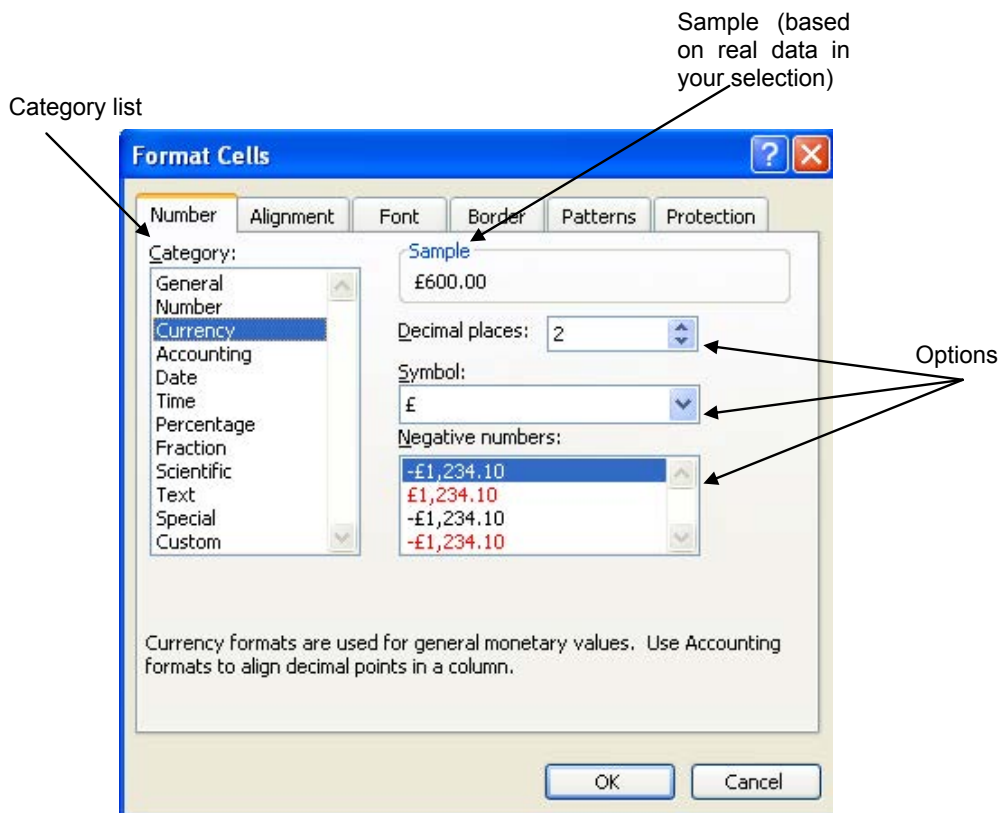 Sample (based
on real data in
your selection)
Category list
Format Cells
Number Alignment Font Border Patterns Protection
Category:
General
Number
Currency
Accounting
Date
Time
Percentage
Fraction
Scientific
Text
Special
Custom
Sample
£600.00
Decimal places: 2
Symbol:
£
Negative numbers:
-£1,234.10
£1,234.10
-£1,234.10
-£1,234.10
Options
Currency formats are used for general monetary values. Use Accounting
formats to align decimal points in a column.
OK Cancel